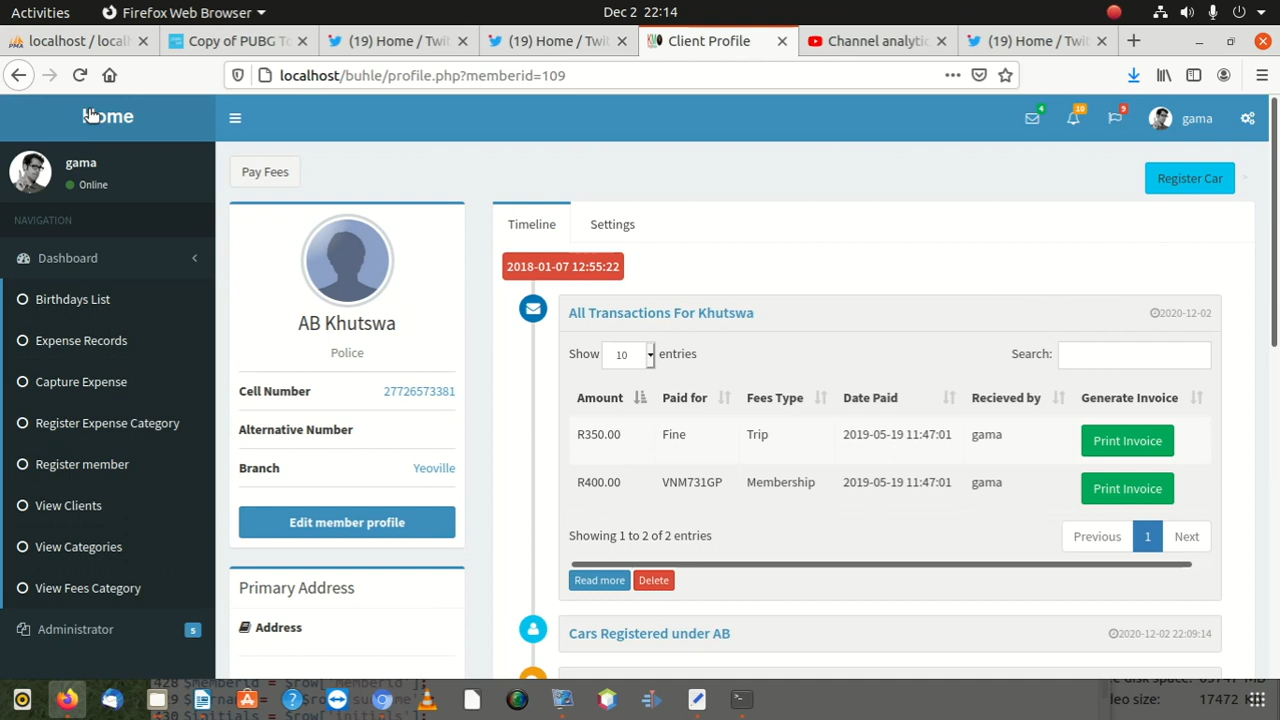 Activities Firefox Web Browser Dec 2 22:14
localhost / local Copy of PUBG To (19) Home / Twit (19) Home / Twit Client Profile Channel analytic (19) Home / Twit
localhost/buhle/profile.php?memberid=109
Home 4 10 9 gama
gama
Online
Pay Fees Register Car
NAVIGATION
Timeline Settings
Dashboard
2018-01-07 12:55:22
Birthdays List
Expense Records
Capture Expense
Register Expense Category
Register member
View Clients
View Categories
View Fees Category
Administrator 5
AB Khutswa
Police
Cell Number 27726573381
Alternative Number
Branch Yeoville
Edit member profile
Primary Address
Address
All Transactions For Khutswa 2020-12-02
Show 10 entries Search:
Amount Paid for Fees Type Date Paid Recieved by Generate Invoice
R350.00 Fine Trip 2019-05-19 11:47:01 gama Print Invoice
R400.00 VNM731GP Membership 2019-05-19 11:47:01 gama Print Invoice
Showing 1 to 2 of 2 entries Previous 1 Next
Read more Delete
Cars Registered under AB 2020-12-02 22:09:14